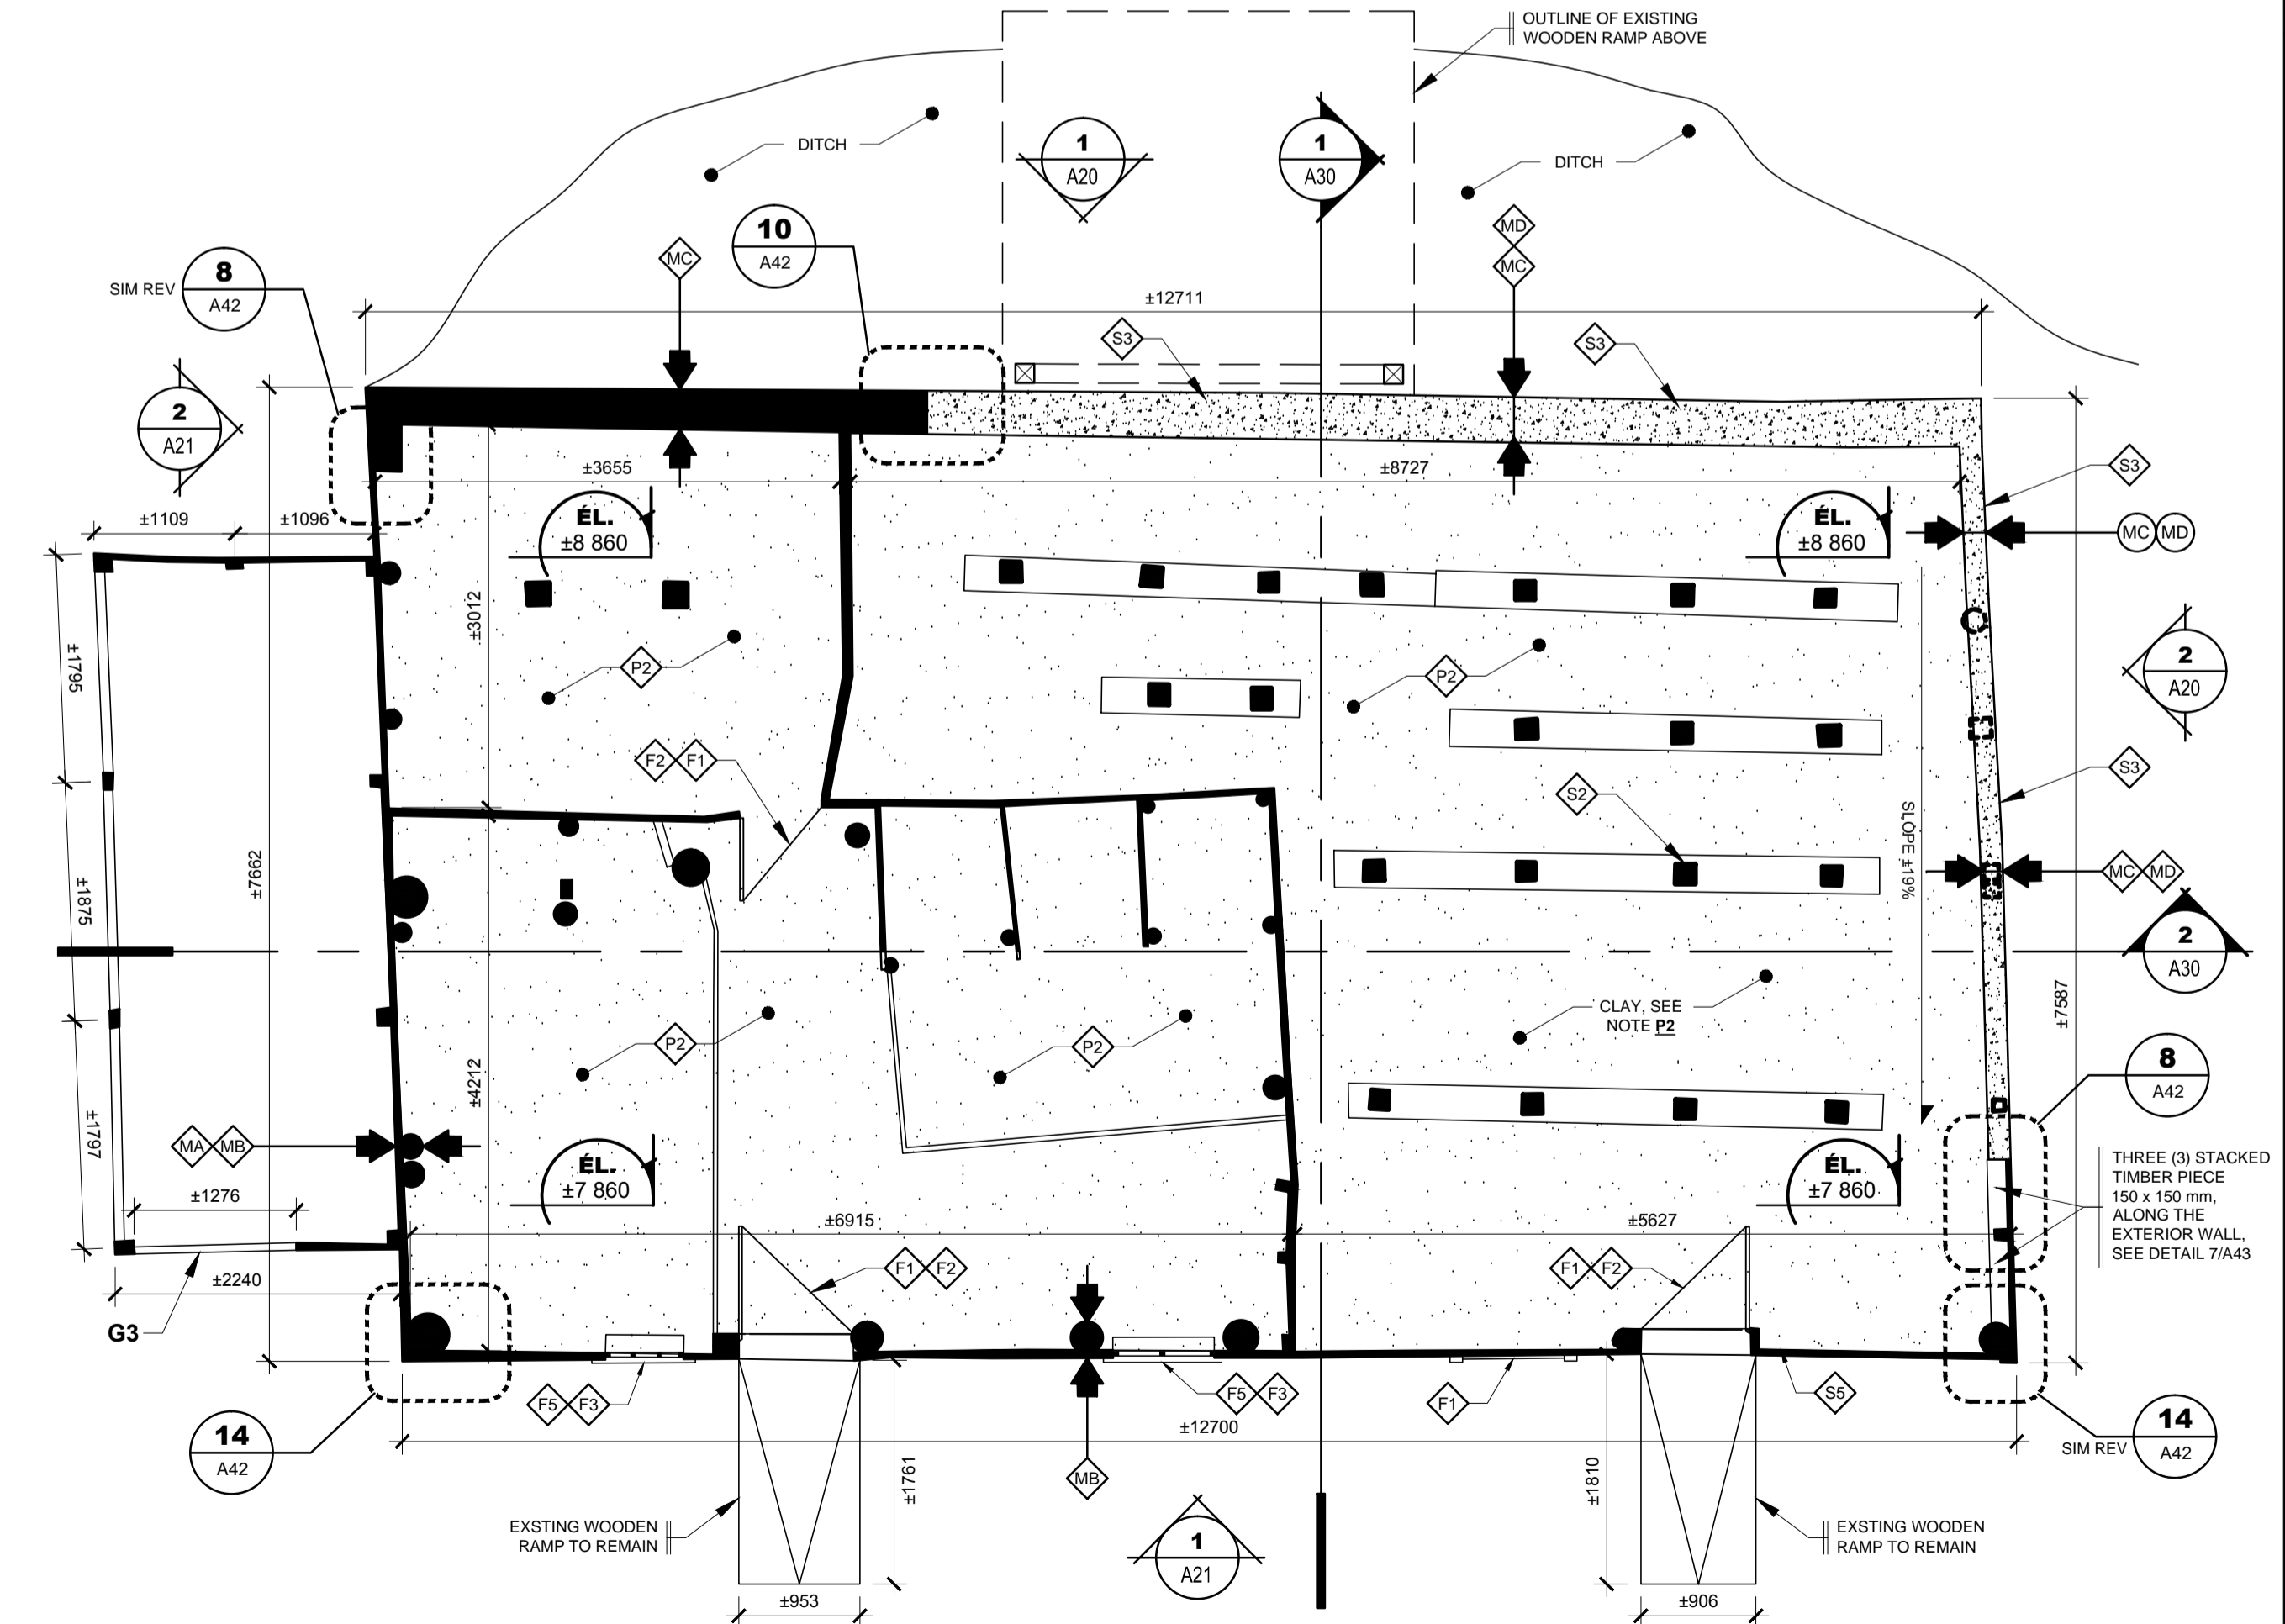 OUTLINE OF EXISTING
WOODEN RAMP ABOVE
DITCH
1
A20
1
A30
DITCH
10
A42
MC
MD
MC
8
A42
SIM REV
±12711
S3
S3
2
A21
±3655
±8727
S3
±1109
±1096
ÉL.
±8 860
ÉL.
±8 860
MC
MD
±3012
±1795
P2
P2
2
A20
F2
F1
S3
S2
SLOPE ±19%
±7662
±1875
MC
MD
2
A30
CLAY, SEE
NOTE P2
±7587
P2
P2
8
A42
±4212
±1797
MA
MB
THREE (3) STACKED
TIMBER PIECE
150 x 150 mm,
ALONG THE
EXTERIOR WALL,
SEE DETAIL 7/A43
ÉL.
±7 860
ÉL.
±7 860
±1276
±6915
±5627
F1
F2
F1
F2
±2240
G3
F5
F3
F5
F3
F1
S5
14
A42
±12700
14
A42
SIM REV
±1761
MB
±1810
EXSTING WOODEN
RAMP TO REMAIN
1
A21
EXSTING WOODEN
RAMP TO REMAIN
±953
±906